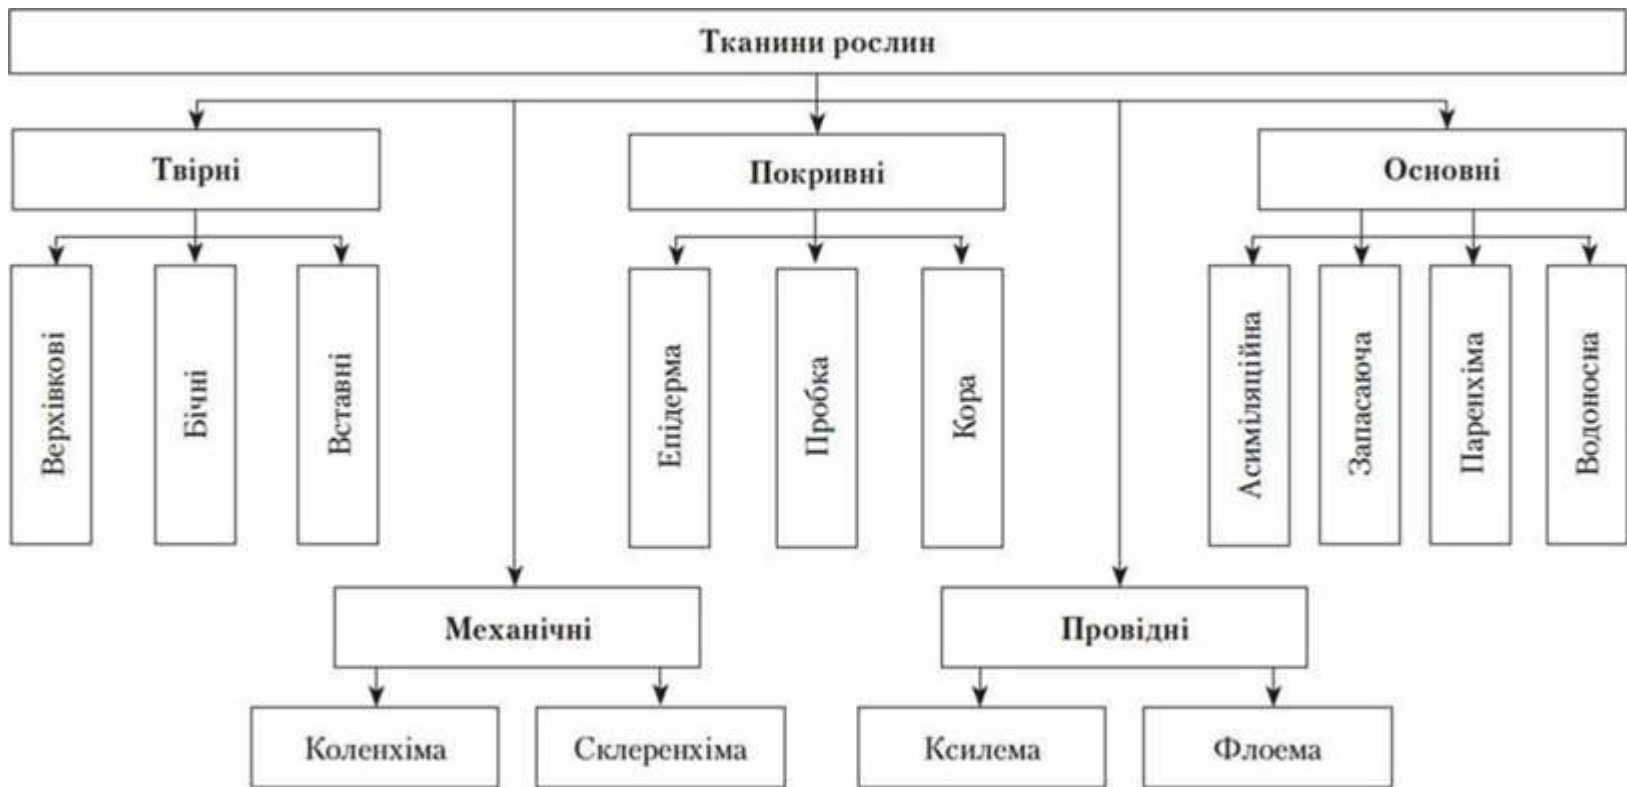 Тканини рослин
Твірні
Покривні
Основні
Верхівкові
Бічні
Вставні
Епідерма
Пробка
Кора
Асиміляційна
Запасаюча
Паренхіма
Водоносна
Механічні
Провідні
Коленхіма
Склеренхіма
Ксилема
Флоема